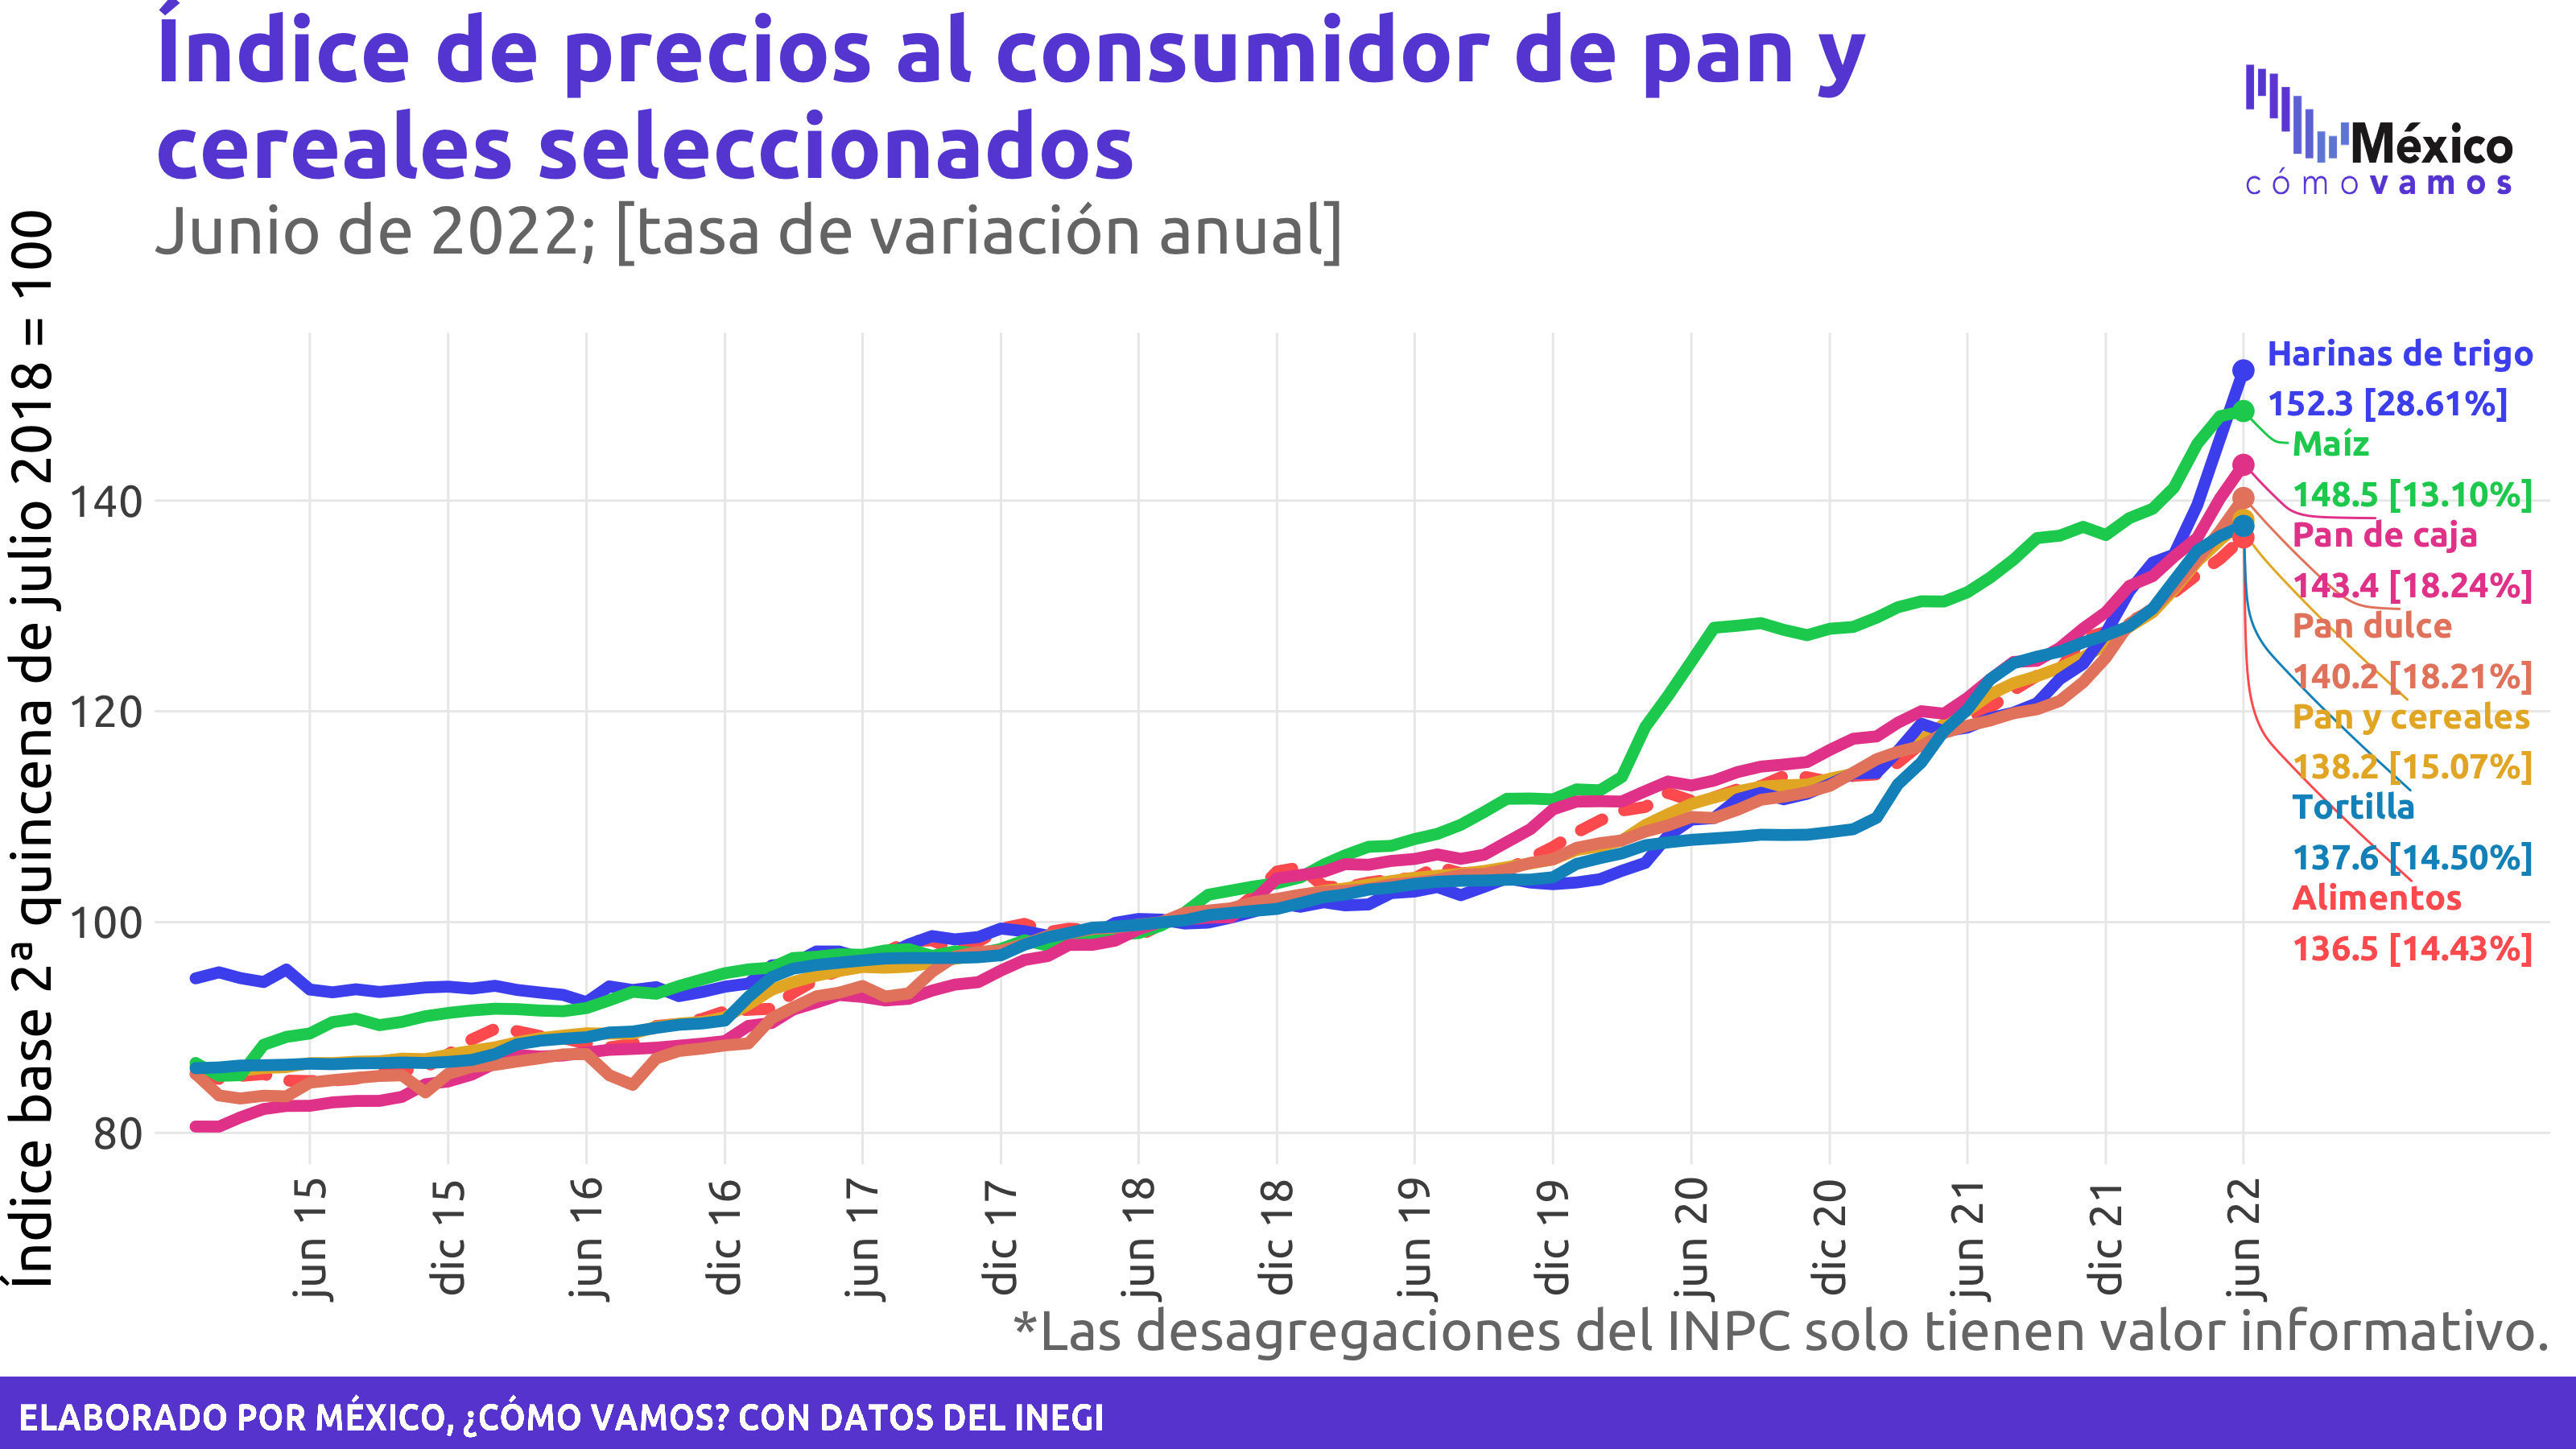 Índice de precios al consumidor de pan y
cereales seleccionados
Junio de 2022; [tasa de variación anual]
México
cómovamos
Índice base 2ª quincena de julio 2018 = 100
140
120
100
80
Harinas de trigo
152.3 [28.61%]
Maíz
148.5 [13.10%]
Pan de caja
143.4 [18.24%]
Pan dulce
140.2 [18.21%]
Pan y cereales
138.2 [15.07%]
Tortilla
137.6 [14.50%]
Alimentos
136.5 [14.43%]
jun 15
dic 15
jun 16
dic 16
jun 17
dic 17
jun 18
dic 18
jun 19
dic 19
jun 20
dic 20
jun 21
dic 21
jun 22
*Las desagregaciones del INPC solo tienen valor informativo.
ELABORADO POR MÉXICO, ¿CÓMO VAMOS? CON DATOS DEL INEGI